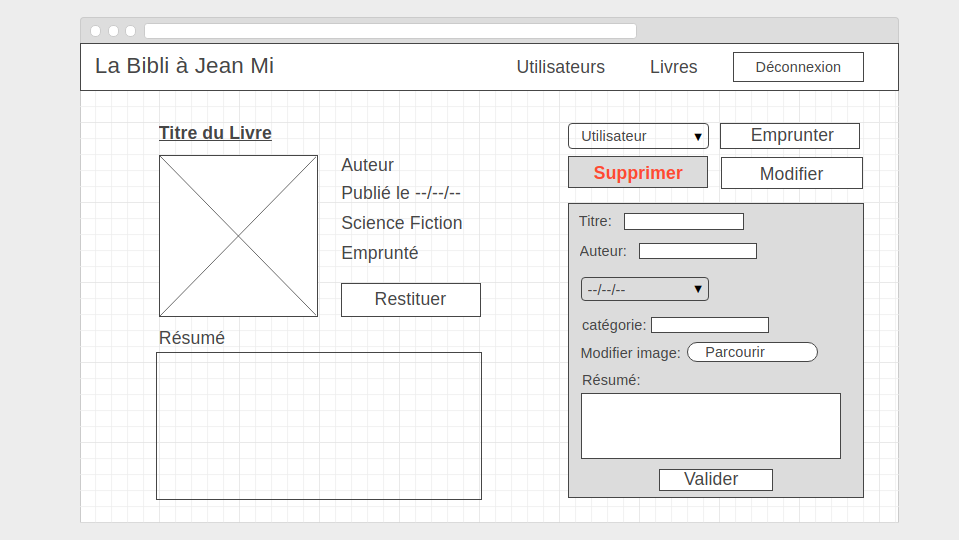 La Bibli à Jean Mi
Utilisateurs
Livres
Déconnexion
Titre du Livre
Auteur
Publié le --/--/--
Science Fiction
Emprunté
Restituer
Résumé
Utilisateur
Emprunter
Supprimer
Modifier
Titre:
Auteur:
--/--/--
catégorie:
Modifier image: Parcourir
Résumé:
Valider